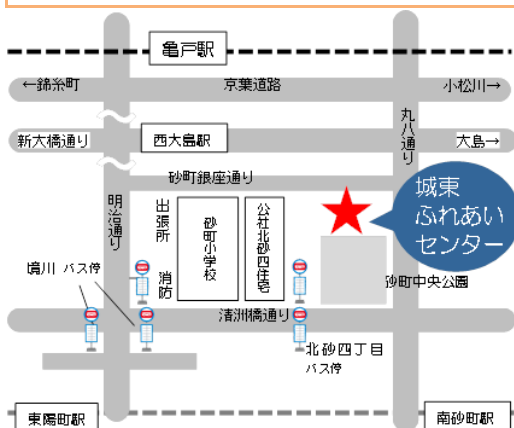 亀戸駅
←錦糸町
京葉道路
小松川→
丸八通り
新大橋通り
西大島駅
大島→
砂町銀座通り
明治通り
出張所
消防
砂町小学校
公社北砂四住宅
城東
ふれあい
センター
境川 バス停
砂町中央公園
清洲橋通り
北砂四丁目
バス停
東陽町駅
南砂町駅